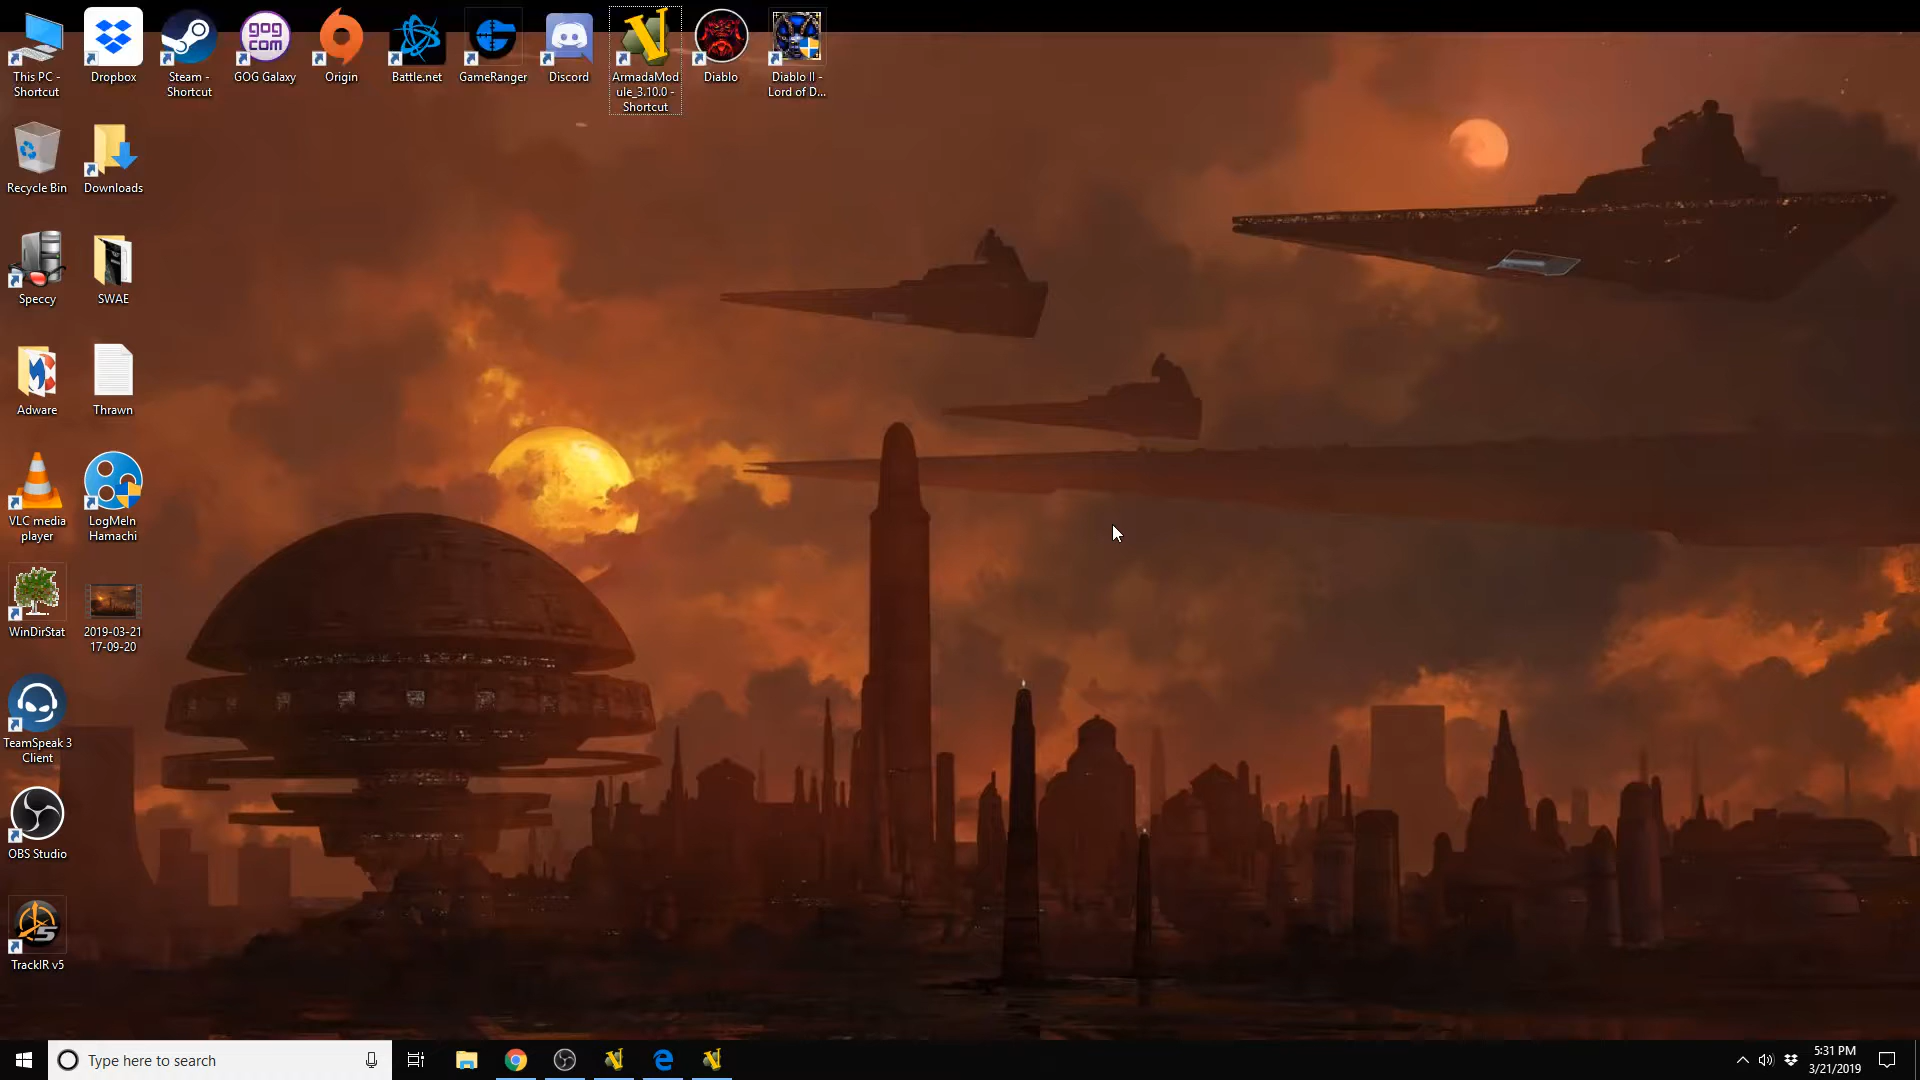 This PC -
Shortcut
Dropbox
Steam -
Shortcut
gog
com
GOG Galaxy
Origin
Battle.net
GameRanger
Discord
ArmadaMod
ule_3.10.0 -
Shortcut
Diablo
Diablo II -
Lord of D...
Recycle Bin
Downloads
Speccy
SWAE
Adware
Thrawn
VLC media
player
LogMeIn
Hamachi
WinDirStat
2019-03-21
17-09-20
TeamSpeak 3
Client
OBS Studio
5
TrackIR v5
Type here to search
5:31 PM
3/21/2019